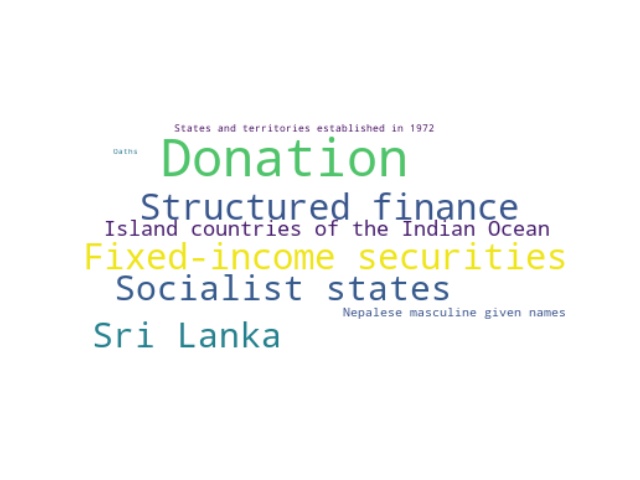 States and territories established in 1972
Oaths
Donation
Structured finance
Island countries of the Indian Ocean
Fixed-income securities
Socialist states
Nepalese masculine given names
Sri Lanka